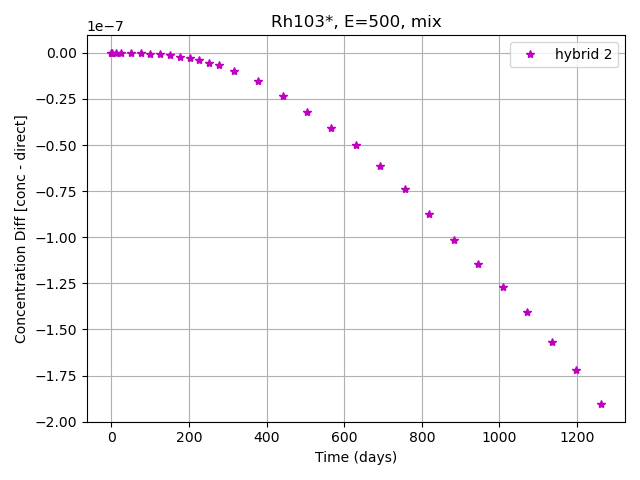 Rh103*, E=500, mix
1e−7
hybrid 2
0.00
−0.25
−0.50
−0.75
−1.00
−1.25
−1.50
−1.75
−2.00
Concentration Diff [conc - direct]
0 200 400 600 800 1000 1200
Time (days)